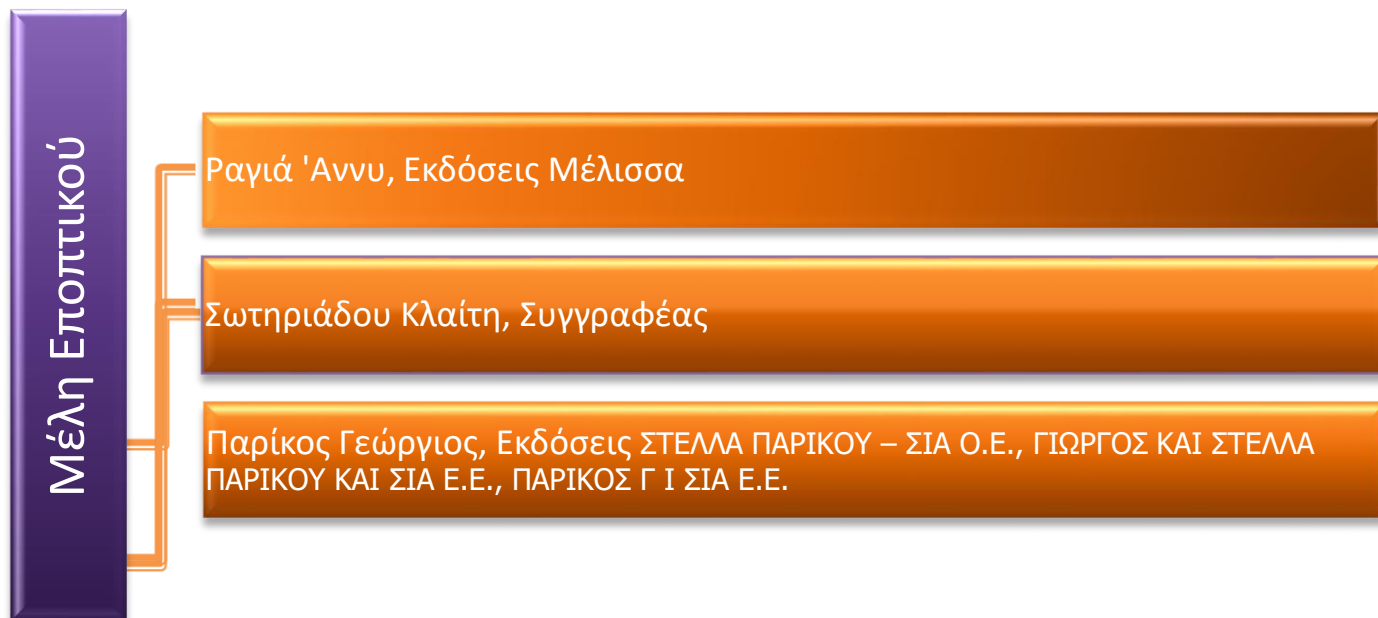 Μέλη Εποπτικού
Ραγιά 'Αννυ, Εκδόσεις Μέλισσα
Σωτηριάδου Κλαίτη, Συγγραφέας
Παρίκος Γεώργιος, Εκδόσεις ΣΤΕΛΛΑ ΠΑΡΙΚΟΥ – ΣΙΑ Ο.Ε., ΓΙΩΡΓΟΣ ΚΑΙ ΣΤΕΛΛΑ
ΠΑΡΙΚΟΥ ΚΑΙ ΣΙΑ Ε.Ε., ΠΑΡΙΚΟΣ Γ Ι ΣΙΑ Ε.Ε.